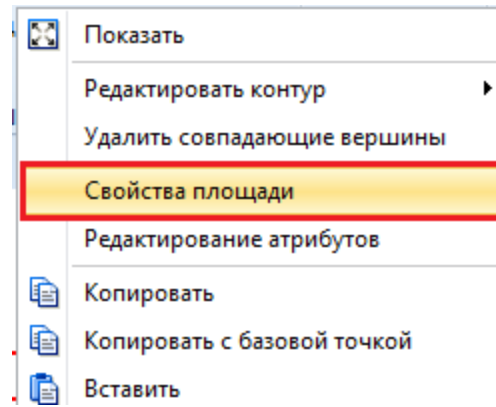 Показать
Редактировать контур
Удалить совпадающие вершины
Свойства площади
Редактирование атрибутов
Копировать
Копировать с базовой точкой
Вставить